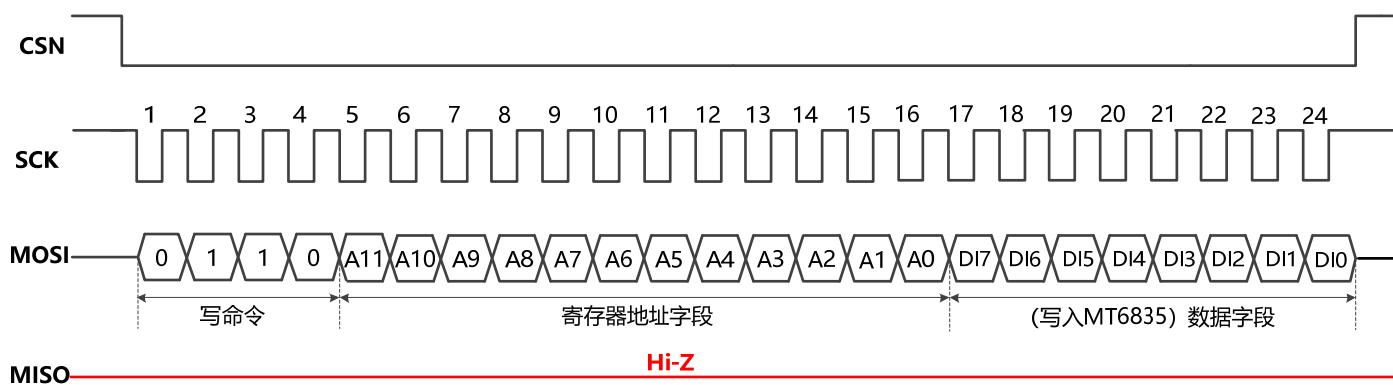 CSN
1 2 3 4 5 6 7 8 9 10 11 12 13 14 15 16 17 18 19 20 21 22 23 24
SCK
MOSI 0 1 1 0 A11 A10 A9 A8 A7 A6 A5 A4 A3 A2 A1 A0 DI7 DI6 DI5 DI4 DI3 DI2 DI1 DI0
写命令 寄存器地址字段 (写入MT6835）数据字段
Hi-Z
MISO